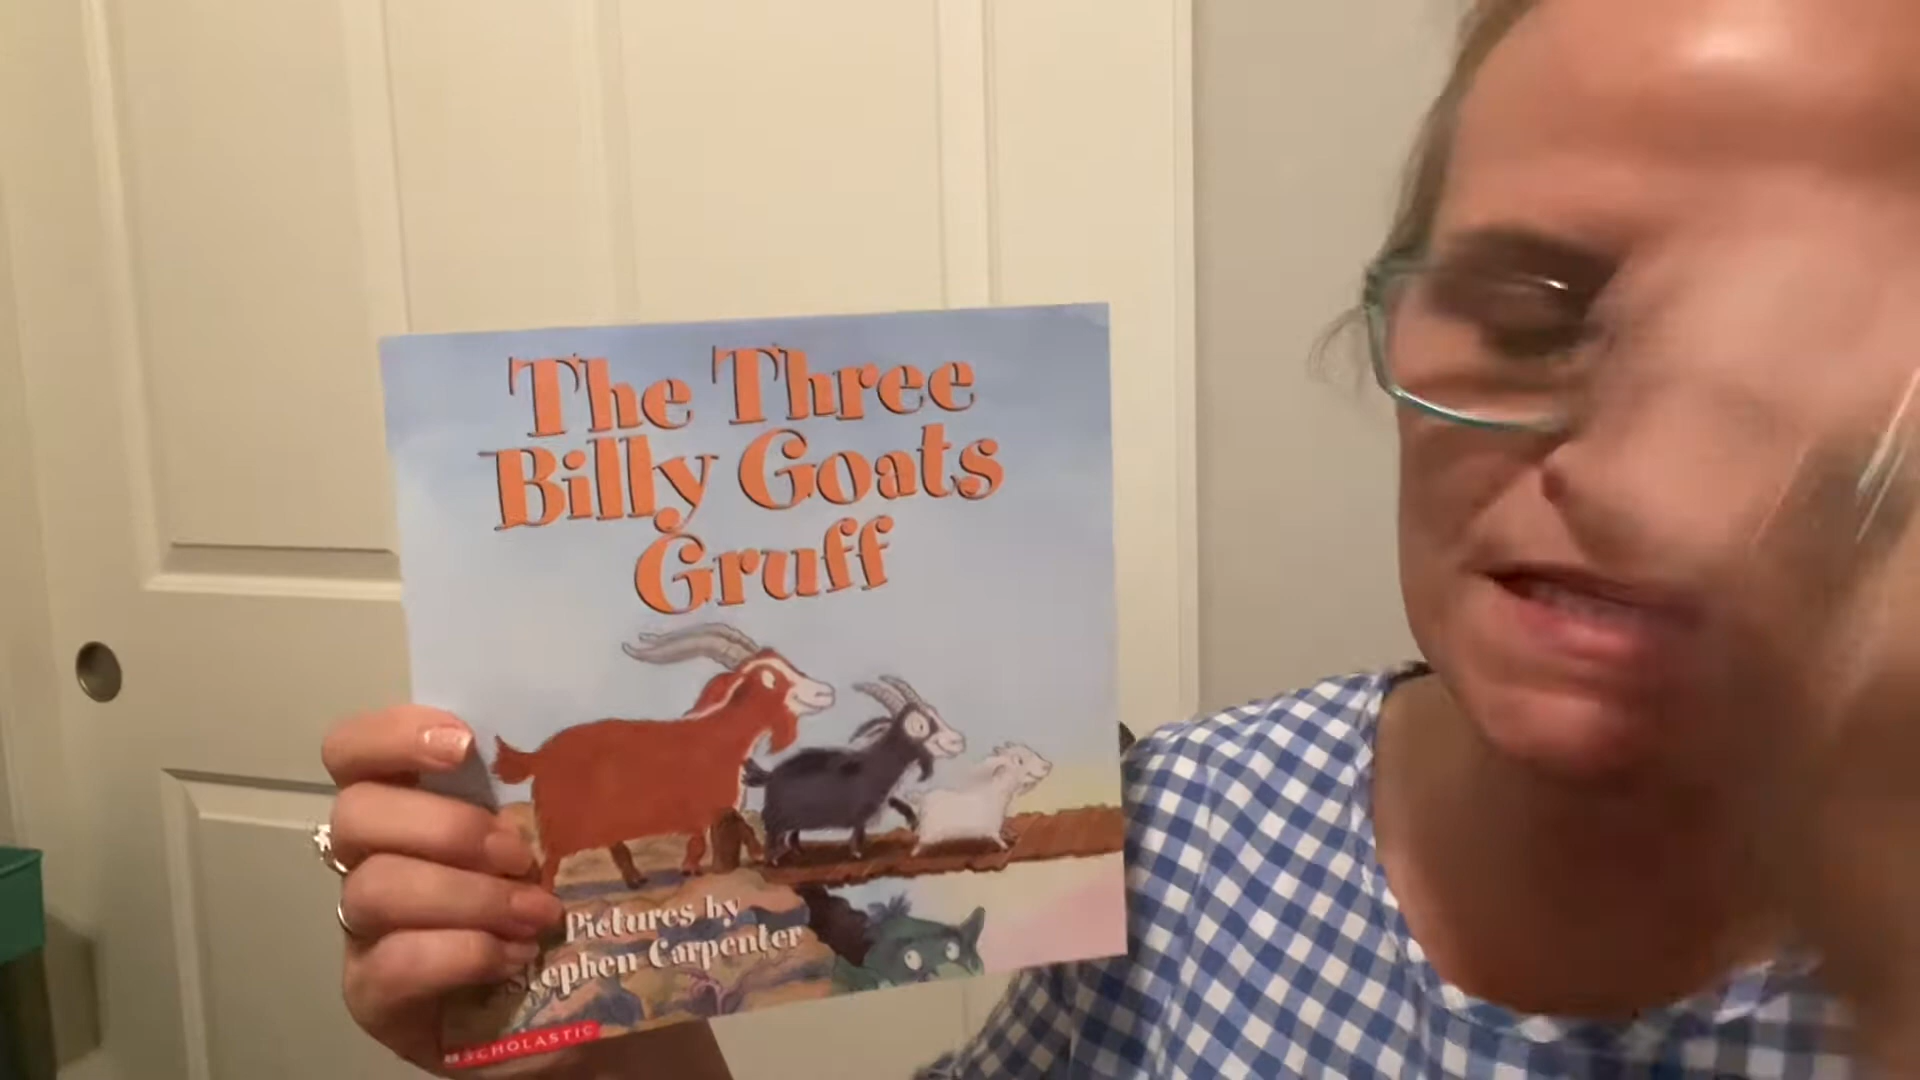 The Three
Billy Goats
Gruff
Pictures by
Stephen Carpenter
SCHOLASTIC